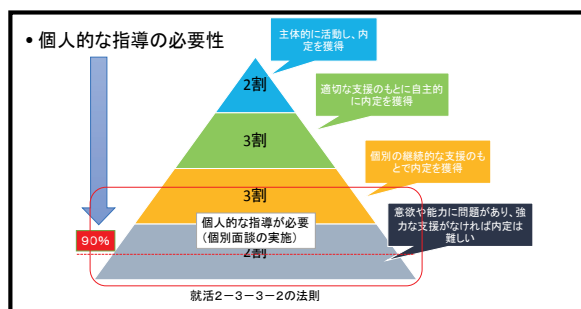 • 個人的な指導の必要性
主体的に活動し、内
定を獲得
2割
適切な支援のもとに自主的
に内定を獲得
3割
個別の継続的な支援のも
とで内定を獲得
3割
意欲や能力に問題があり、強
力な支援がなければ内定は
難しい
個人的な指導が必要
（個別面談の実施）
90%
2割
就活2－3－3－2の法則